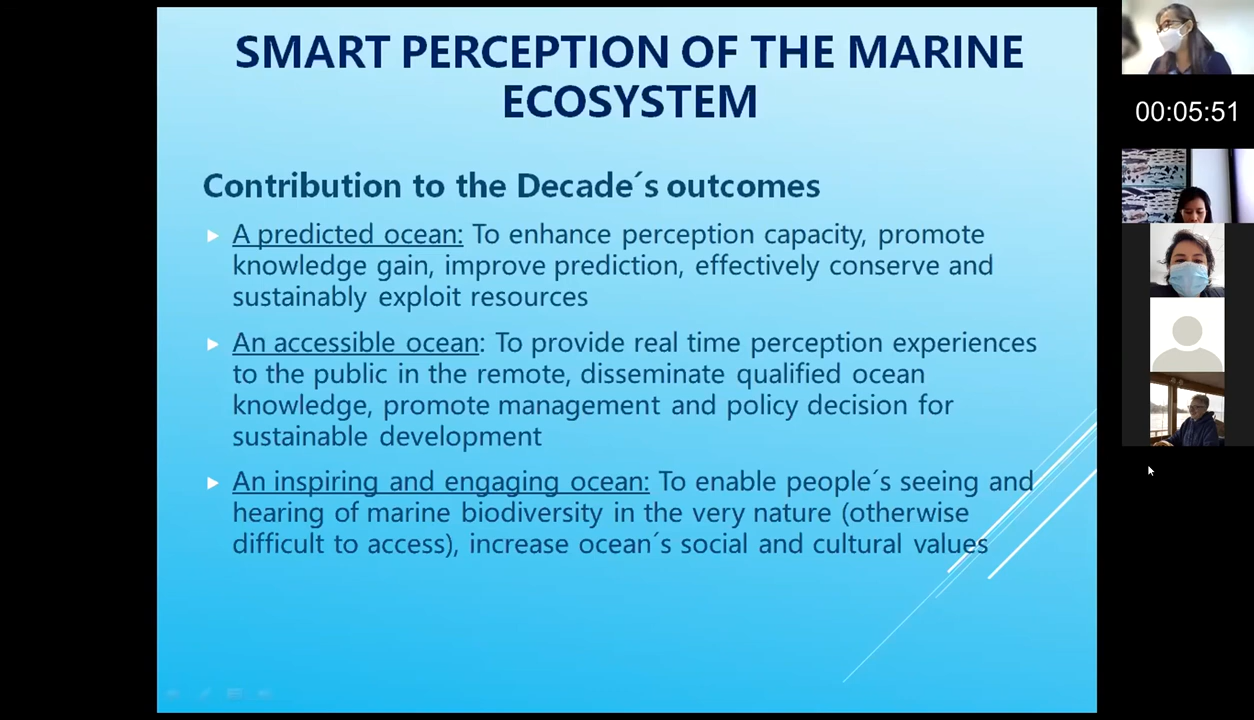 SMART PERCEPTION OF THE MARINE
ECOSYSTEM
Contribution to the Decade´s outcomes
A predicted ocean: To enhance perception capacity, promote
knowledge gain, improve prediction, effectively conserve and
sustainably exploit resources
An accessible ocean: To provide real time perception experiences
to the public in the remote, disseminate qualified ocean
knowledge, promote management and policy decision for
sustainable development
An inspiring and engaging ocean: To enable people´s seeing and
hearing of marine biodiversity in the very nature (otherwise
difficult to access), increase ocean´s social and cultural values
00:05:51